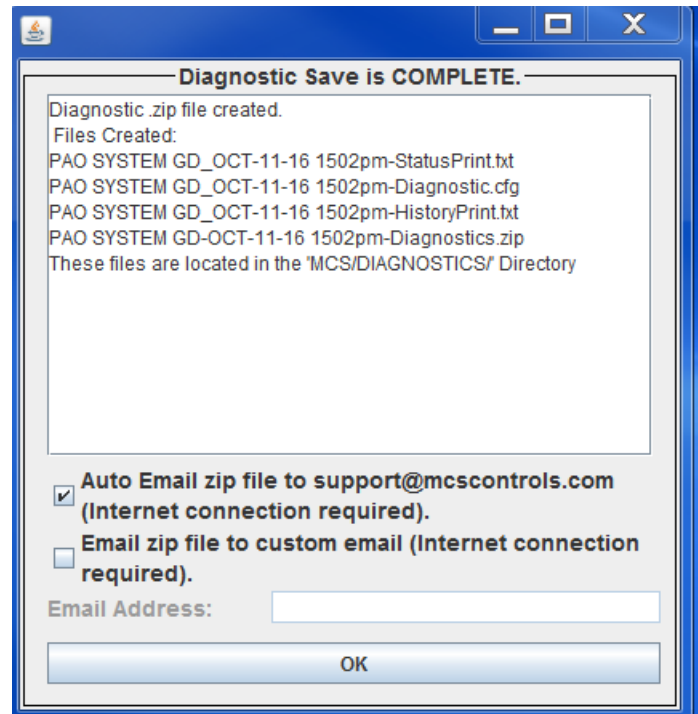 Diagnostic Save is COMPLETE.
Diagnostic .zip file created.
Files Created:
PAO SYSTEM GD_OCT-11-16 1502pm-StatusPrint.txt
PAO SYSTEM GD_OCT-11-16 1502pm-Diagnostic.cfg
PAO SYSTEM GD_OCT-11-16 1502pm-HistoryPrint.txt
PAO SYSTEM GD-OCT-11-16 1502pm-Diagnostics.zip
These files are located in the 'MCS/DIAGNOSTICS/' Directory
Auto Email zip file to support@mcscontrols.com
(Internet connection required).
Email zip file to custom email (Internet connection
required).
Email Address:
OK